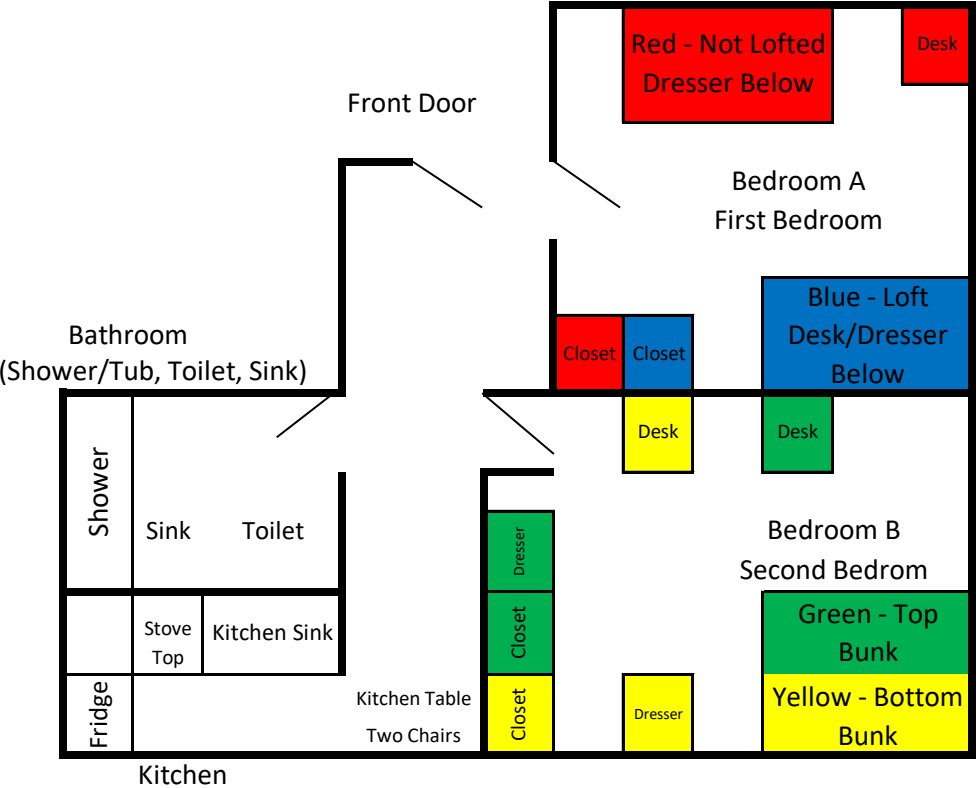 Red - Not Lofted
Dresser Below
Desk
Front Door
Bedroom A
First Bedroom
Blue - Loft
Desk/Dresser
Below
Closet
Closet
Bathroom
(Shower/Tub, Toilet, Sink)
Desk
Desk
Shower
Sink
Toilet
Dresser
Bedroom B
Second Bedrom
Closet
Green - Top
Bunk
Stove
Top
Kitchen Sink
Fridge
Kitchen Table
Two Chairs
Closet
Dresser
Yellow - Bottom
Bunk
Kitchen